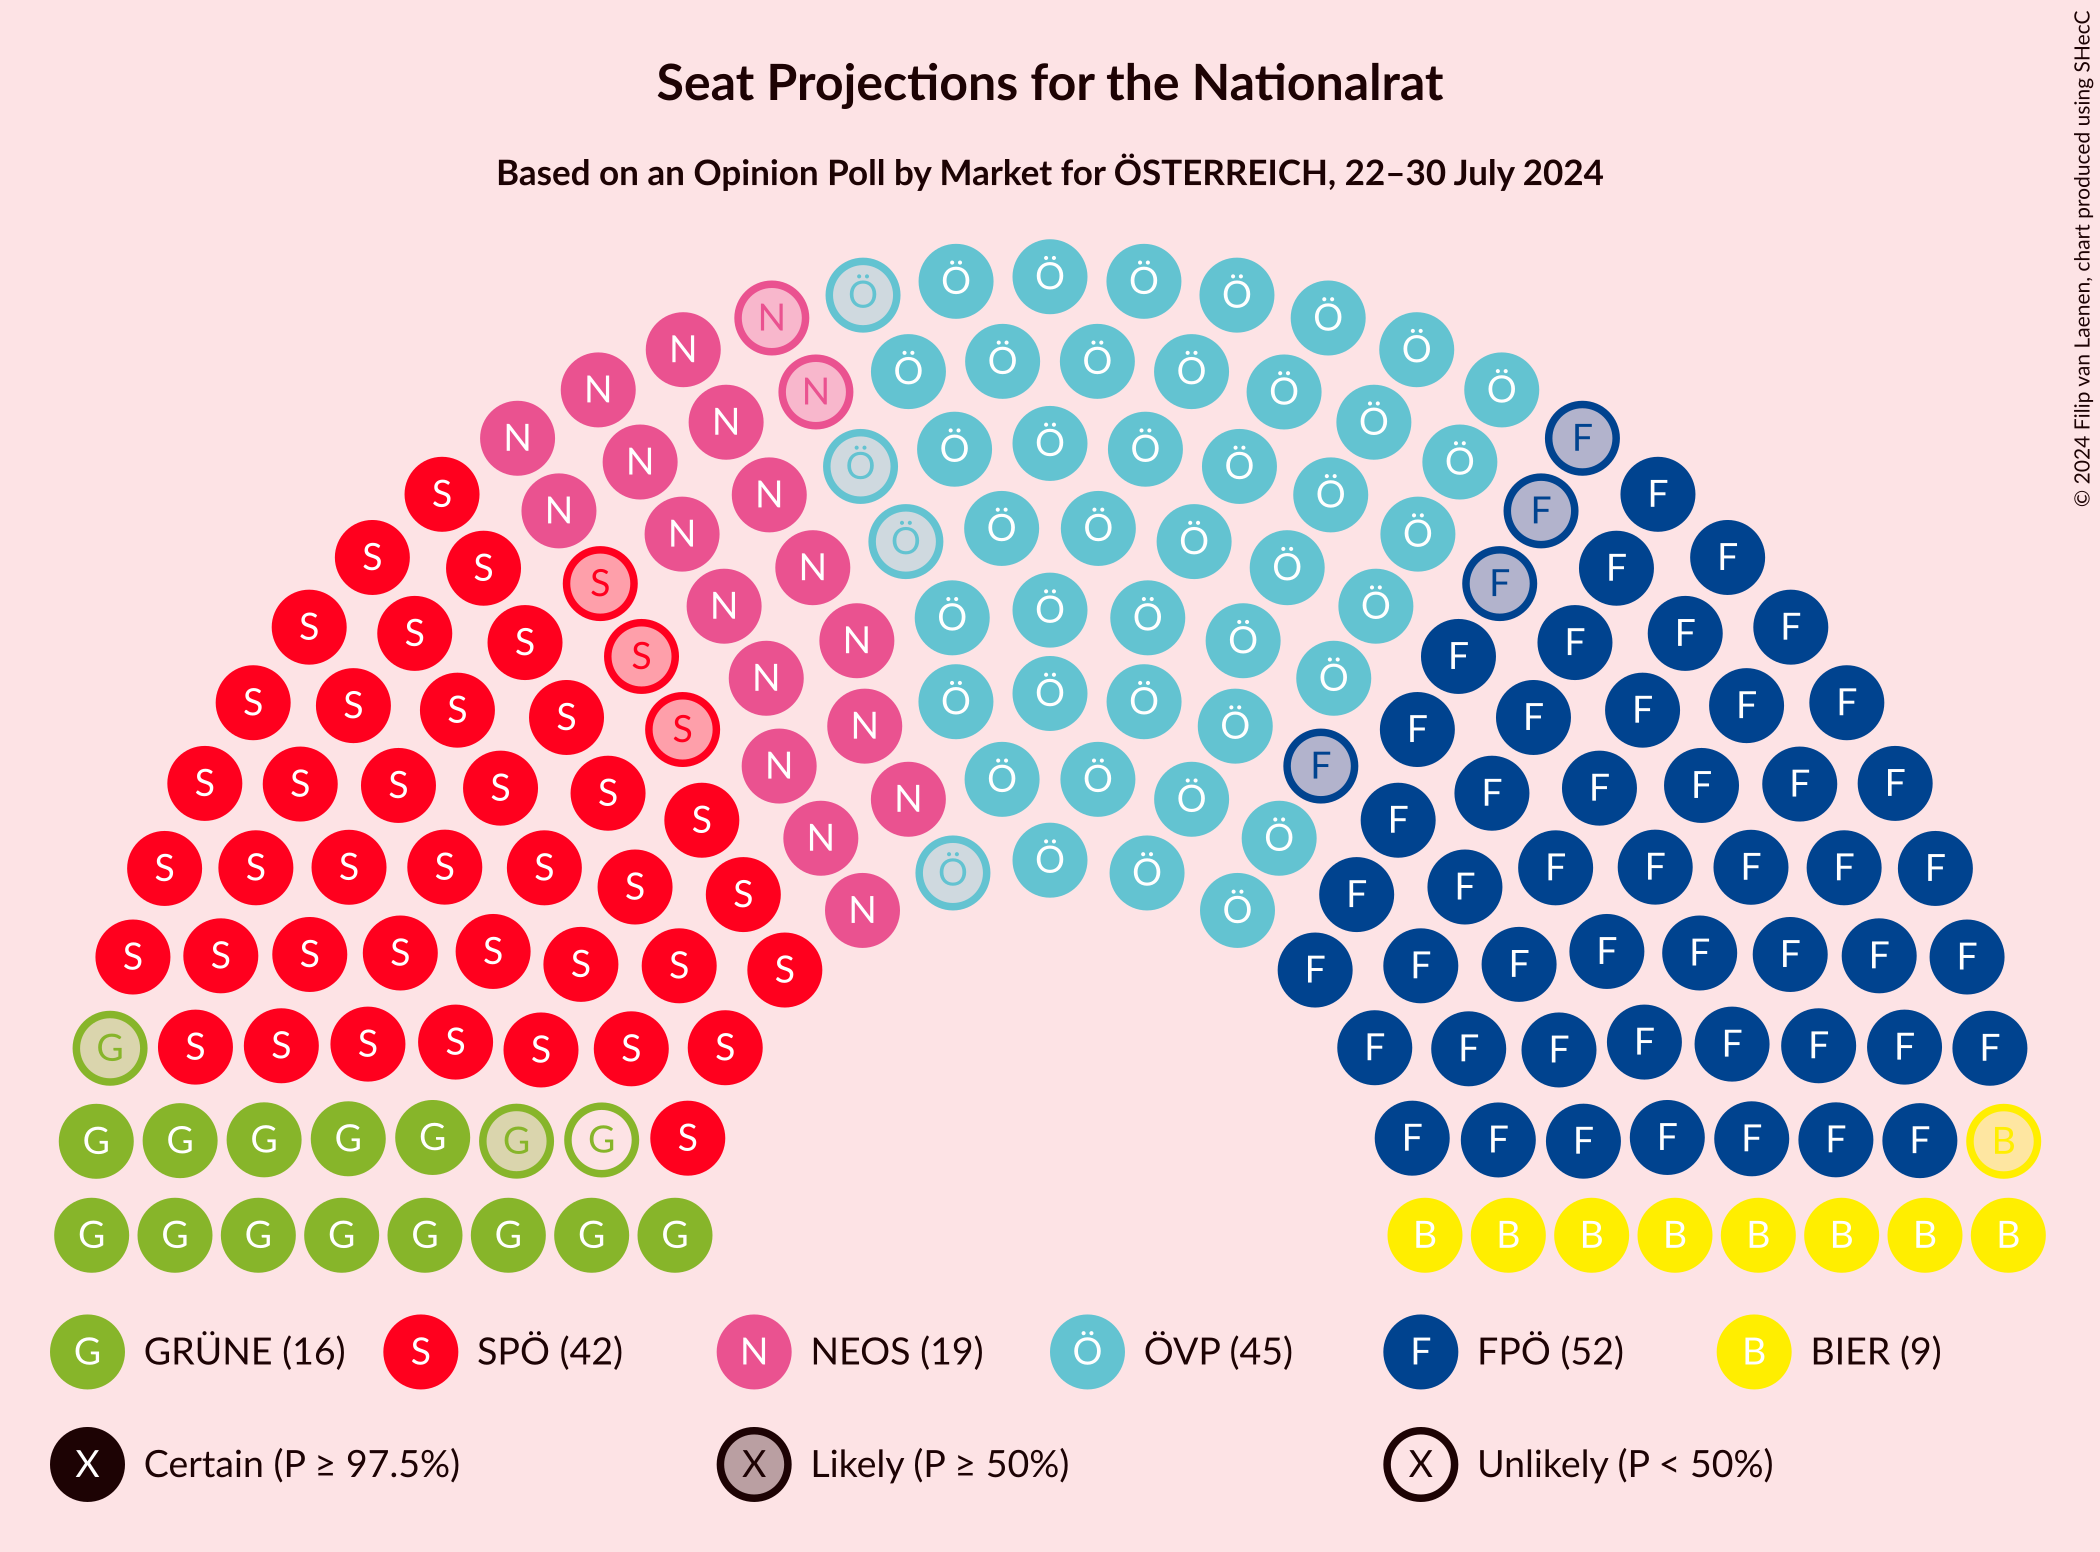 Seat Projections for the Nationalrat
Based on an Opinion Poll by Market for ÖSTERREICH, 22–30 July 2024
© 2024 Filip van Laenen, chart produced using SHecC
Ö Ö Ö Ö Ö
N Ö Ö
N Ö Ö Ö Ö Ö
N N Ö Ö Ö
N N Ö Ö
N N Ö Ö Ö Ö Ö F
S N N Ö Ö F F
N Ö Ö Ö Ö Ö F
S S S N N Ö Ö F F F
S S S S N Ö Ö Ö Ö Ö Ö F F F F
S S S S S N N Ö Ö Ö Ö Ö F F F F F
S S S S S S N N Ö Ö Ö Ö F F F F F F F
S S S S S S S N N Ö Ö Ö Ö F F F F F F F
S S S S S S S S N Ö F F F F F F F F
G S S S S S S S F F F F F F F F
G G G G G G G S F F F F F F F B
G G G G G G G G B B B B B B B B
G GRÜNE (16) S SPÖ (42) N NEOS (19) Ö ÖVP (45) F FPÖ (52) B BIER (9)
X Certain (P ≥ 97.5%) X Likely (P ≥ 50%) X Unlikely (P < 50%)